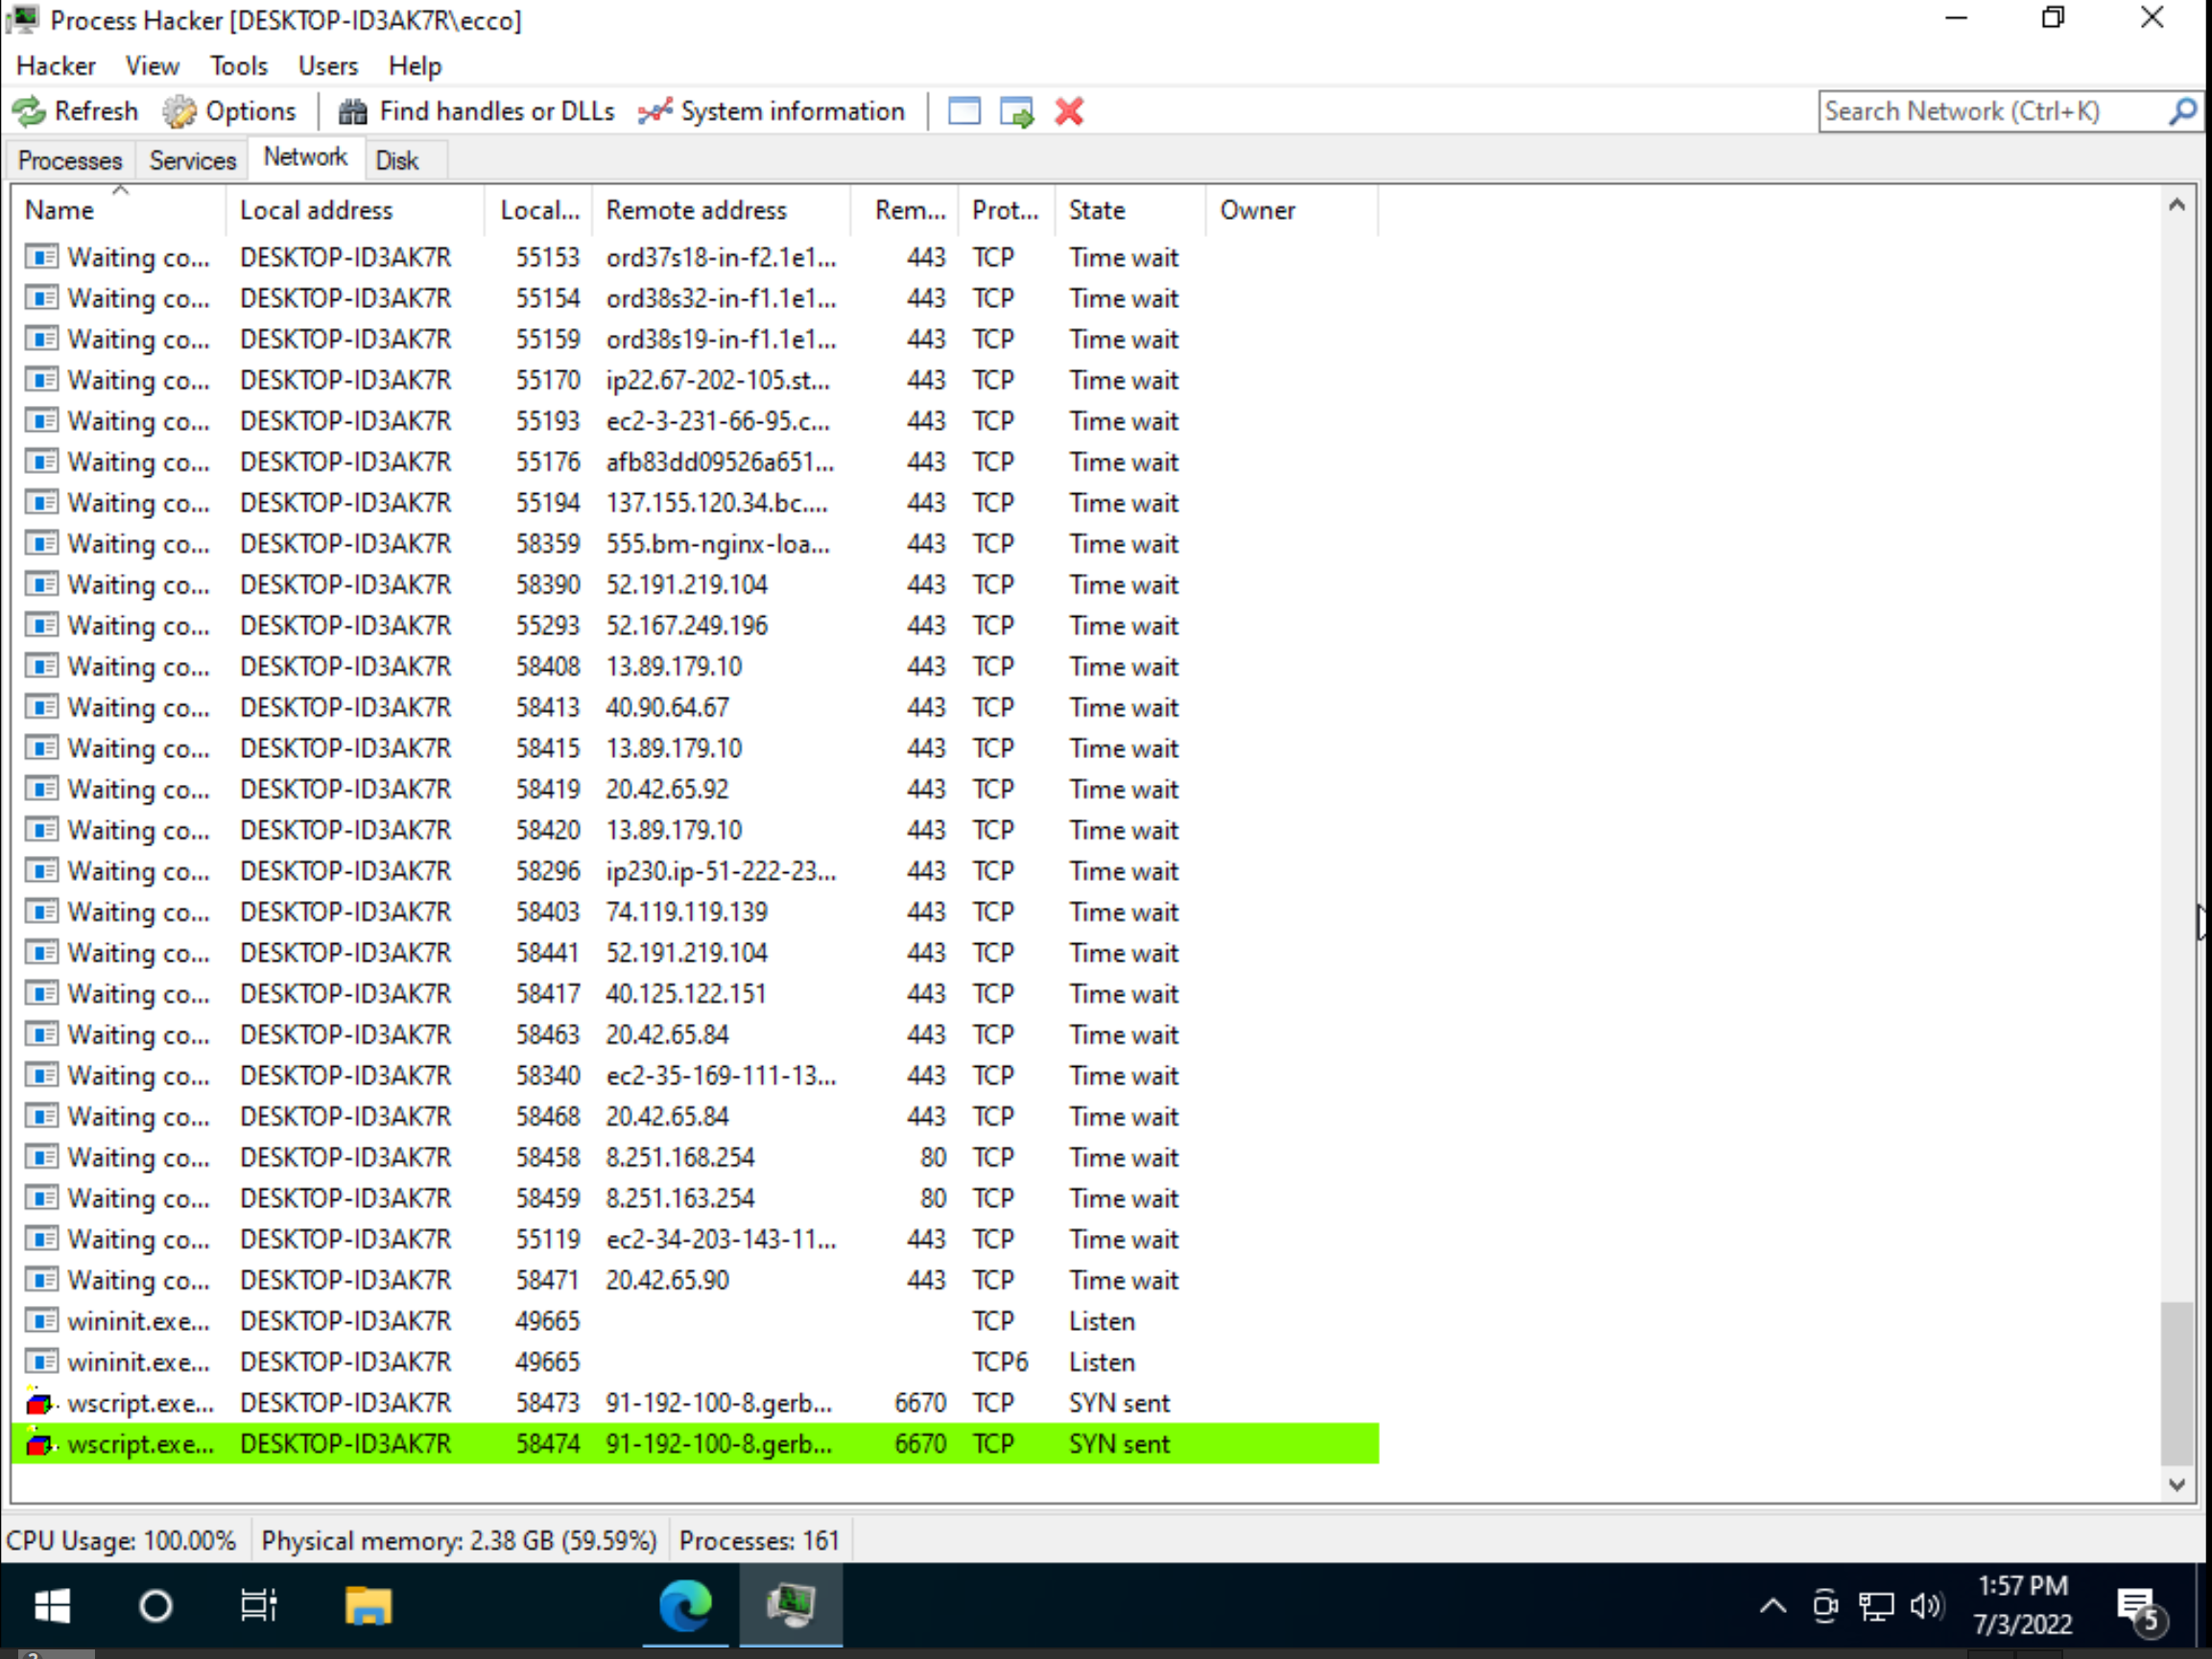 Process Hacker [DESKTOP-ID3AK7R\ecco]
Hacker View Tools Users Help
Refresh Options Find handles or DLLs System information Search Network (Ctrl+K)
Processes Services Network Disk
Name Local address Local... Remote address Rem... Prot... State Owner
Waiting co... DESKTOP-ID3AK7R 55153 ord37s18-in-f2.1e1... 443 TCP Time wait
Waiting co... DESKTOP-ID3AK7R 55154 ord38s32-in-f1.1e1... 443 TCP Time wait
Waiting co... DESKTOP-ID3AK7R 55159 ord38s19-in-f1.1e1... 443 TCP Time wait
Waiting co... DESKTOP-ID3AK7R 55170 ip22.67-202-105.st... 443 TCP Time wait
Waiting co... DESKTOP-ID3AK7R 55193 ec2-3-231-66-95.c... 443 TCP Time wait
Waiting co... DESKTOP-ID3AK7R 55176 afb83dd09526a651... 443 TCP Time wait
Waiting co... DESKTOP-ID3AK7R 55194 137.155.120.34.bc.... 443 TCP Time wait
Waiting co... DESKTOP-ID3AK7R 58359 555.bm-nginx-loa... 443 TCP Time wait
Waiting co... DESKTOP-ID3AK7R 58390 52.191.219.104 443 TCP Time wait
Waiting co... DESKTOP-ID3AK7R 55293 52.167.249.196 443 TCP Time wait
Waiting co... DESKTOP-ID3AK7R 58408 13.89.179.10 443 TCP Time wait
Waiting co... DESKTOP-ID3AK7R 58413 40.90.64.67 443 TCP Time wait
Waiting co... DESKTOP-ID3AK7R 58415 13.89.179.10 443 TCP Time wait
Waiting co... DESKTOP-ID3AK7R 58419 20.42.65.92 443 TCP Time wait
Waiting co... DESKTOP-ID3AK7R 58420 13.89.179.10 443 TCP Time wait
Waiting co... DESKTOP-ID3AK7R 58296 ip230.ip-51-222-23... 443 TCP Time wait
Waiting co... DESKTOP-ID3AK7R 58403 74.119.119.139 443 TCP Time wait
Waiting co... DESKTOP-ID3AK7R 58441 52.191.219.104 443 TCP Time wait
Waiting co... DESKTOP-ID3AK7R 58417 40.125.122.151 443 TCP Time wait
Waiting co... DESKTOP-ID3AK7R 58463 20.42.65.84 443 TCP Time wait
Waiting co... DESKTOP-ID3AK7R 58340 ec2-35-169-111-13... 443 TCP Time wait
Waiting co... DESKTOP-ID3AK7R 58468 20.42.65.84 443 TCP Time wait
Waiting co... DESKTOP-ID3AK7R 58458 8.251.168.254 80 TCP Time wait
Waiting co... DESKTOP-ID3AK7R 58459 8.251.163.254 80 TCP Time wait
Waiting co... DESKTOP-ID3AK7R 55119 ec2-34-203-143-11... 443 TCP Time wait
Waiting co... DESKTOP-ID3AK7R 58471 20.42.65.90 443 TCP Time wait
wininit.exe... DESKTOP-ID3AK7R 49665 TCP Listen
wininit.exe... DESKTOP-ID3AK7R 49665 TCP6 Listen
wscript.exe... DESKTOP-ID3AK7R 58473 91-192-100-8.gerb... 6670 TCP SYN sent
wscript.exe... DESKTOP-ID3AK7R 58474 91-192-100-8.gerb... 6670 TCP SYN sent
CPU Usage: 100.00% Physical memory: 2.38 GB (59.59%) Processes: 161
1:57 PM
7/3/2022
5